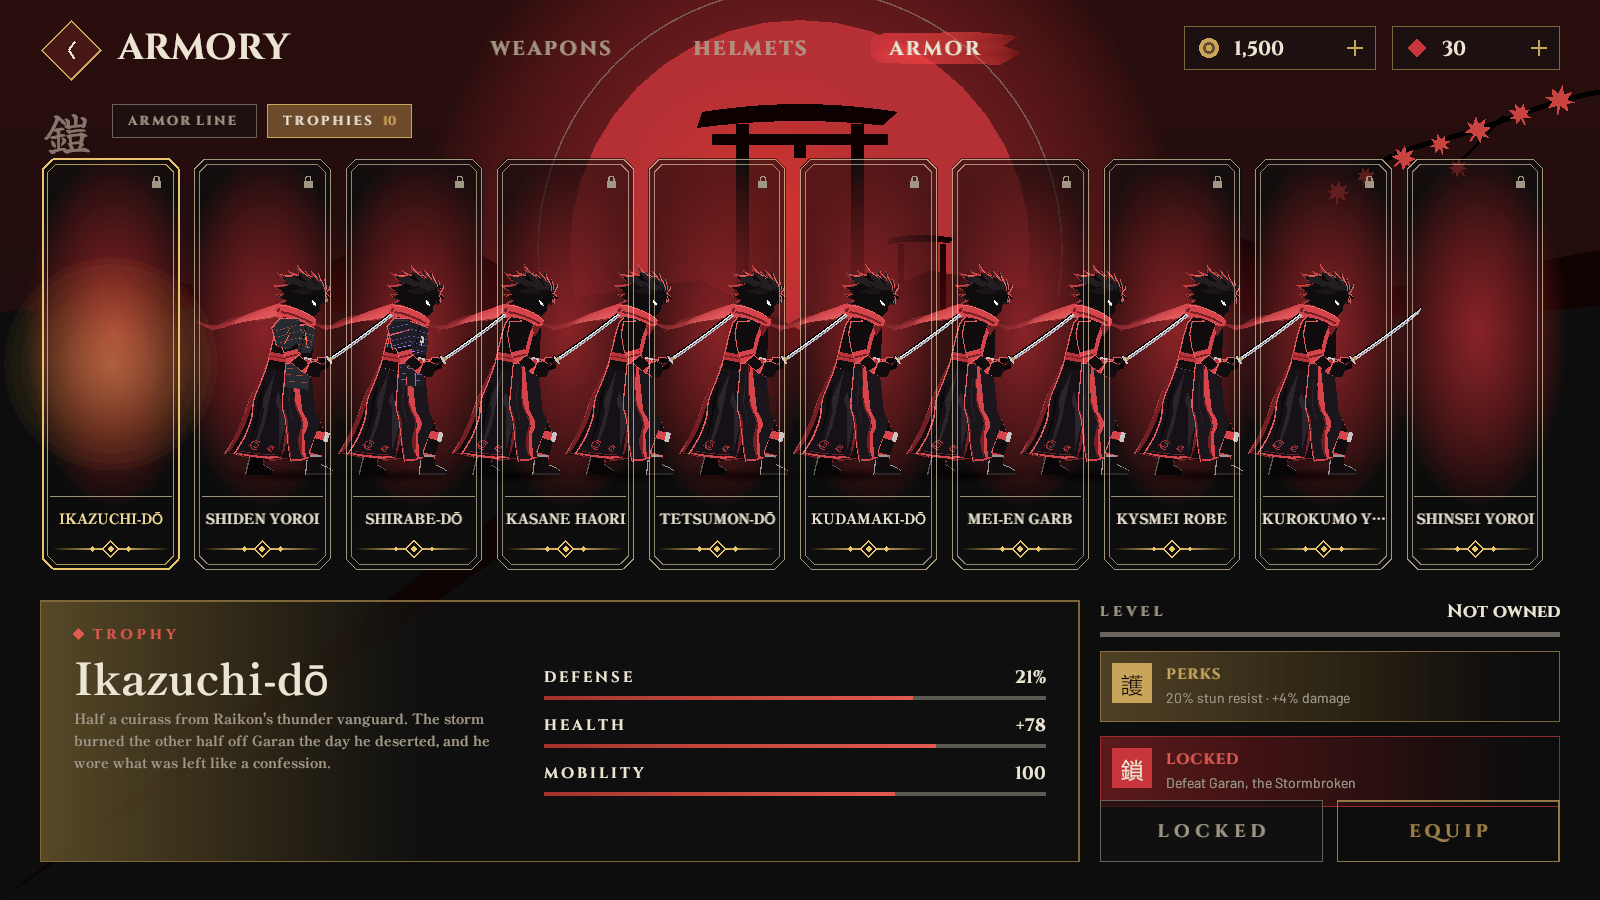 ARMORY
WEAPONS
HELMETS
ARMOR
1,500
30
鎧
ARMOR LINE
TROPHIES 10
IKAZUCHI-DŌ
SHIDEN YOROI
SHIRABE-DŌ
KASANE HAORI
TETSUMON-DŌ
KUDAMAKI-DŌ
MEI-EN GARB
KYSMEI ROBE
KUROKUMO Y···
SHINSEI YOROI
TROPHY
Ikazuchi-dō
Half a cuirass from Raikon's thunder vanguard. The storm
burned the other half off Garan the day he deserted, and he
wore what was left like a confession.
DEFENSE 21%
HEALTH +78
MOBILITY 100
LEVEL NOT OWNED
護
PERKS
20% stun resist · +4% damage
鎖
LOCKED
Defeat Garan, the Stormbroken
LOCKED
EQUIP